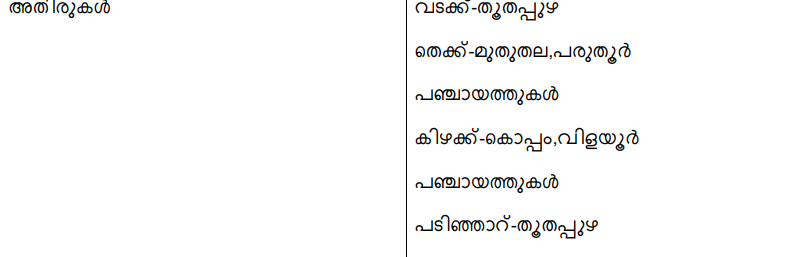 അതിരുകൾ
വടക്ക്-തൂതപ്പുഴ
തെക്ക്-മുതുതല,പരുതൂർ
പഞ്ചായത്തുകൾ
കിഴക്ക്-കൊപ്പം,വിളയൂർ
പഞ്ചായത്തുകൾ
പടിഞ്ഞാറ്-തൂതപ്പുഴ